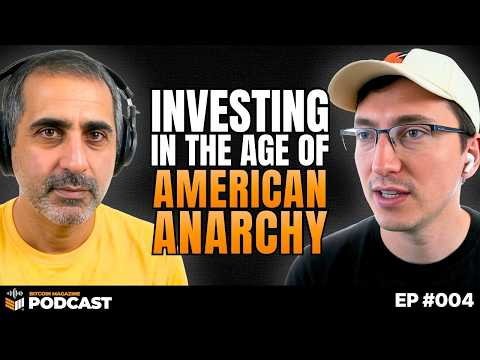 INVESTING
IN THE AGE OF
AMERICAN
ANARCHY
BITCOIN MAGAZINE
PODCAST
EP #004